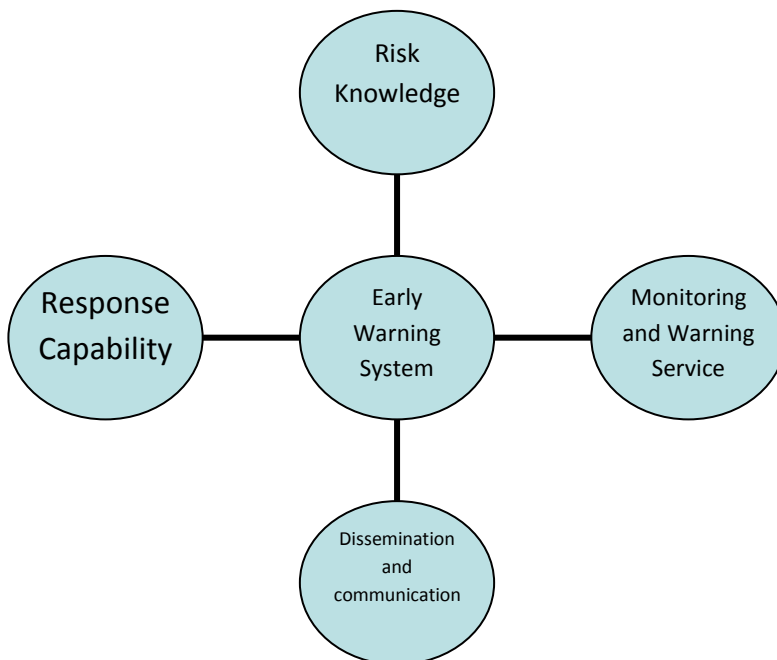 Risk
Knowledge
Response
Capability
Early
Warning
System
Monitoring
and Warning
Service
Dissemination
and
communication